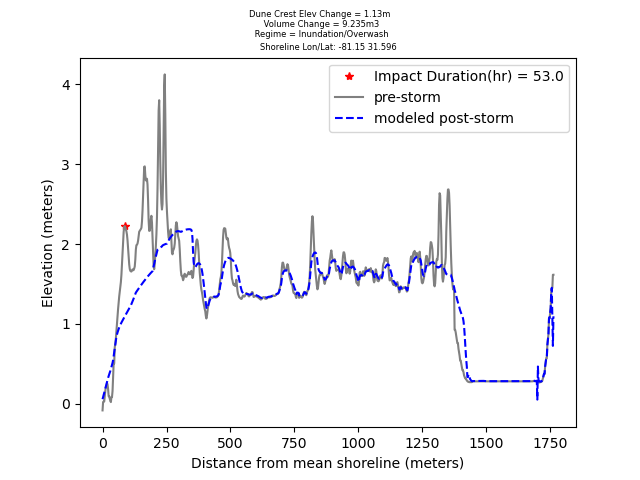 Dune Crest Elev Change = 1.13m
Volume Change = 9.235m3
Regime = Inundation/Overwash
Shoreline Lon/Lat: -81.15 31.596
Impact Duration(hr) = 53.0
pre-storm
modeled post-storm
4
3
2
1
0
Elevation (meters)
0 250 500 750 1000 1250 1500 1750
Distance from mean shoreline (meters)